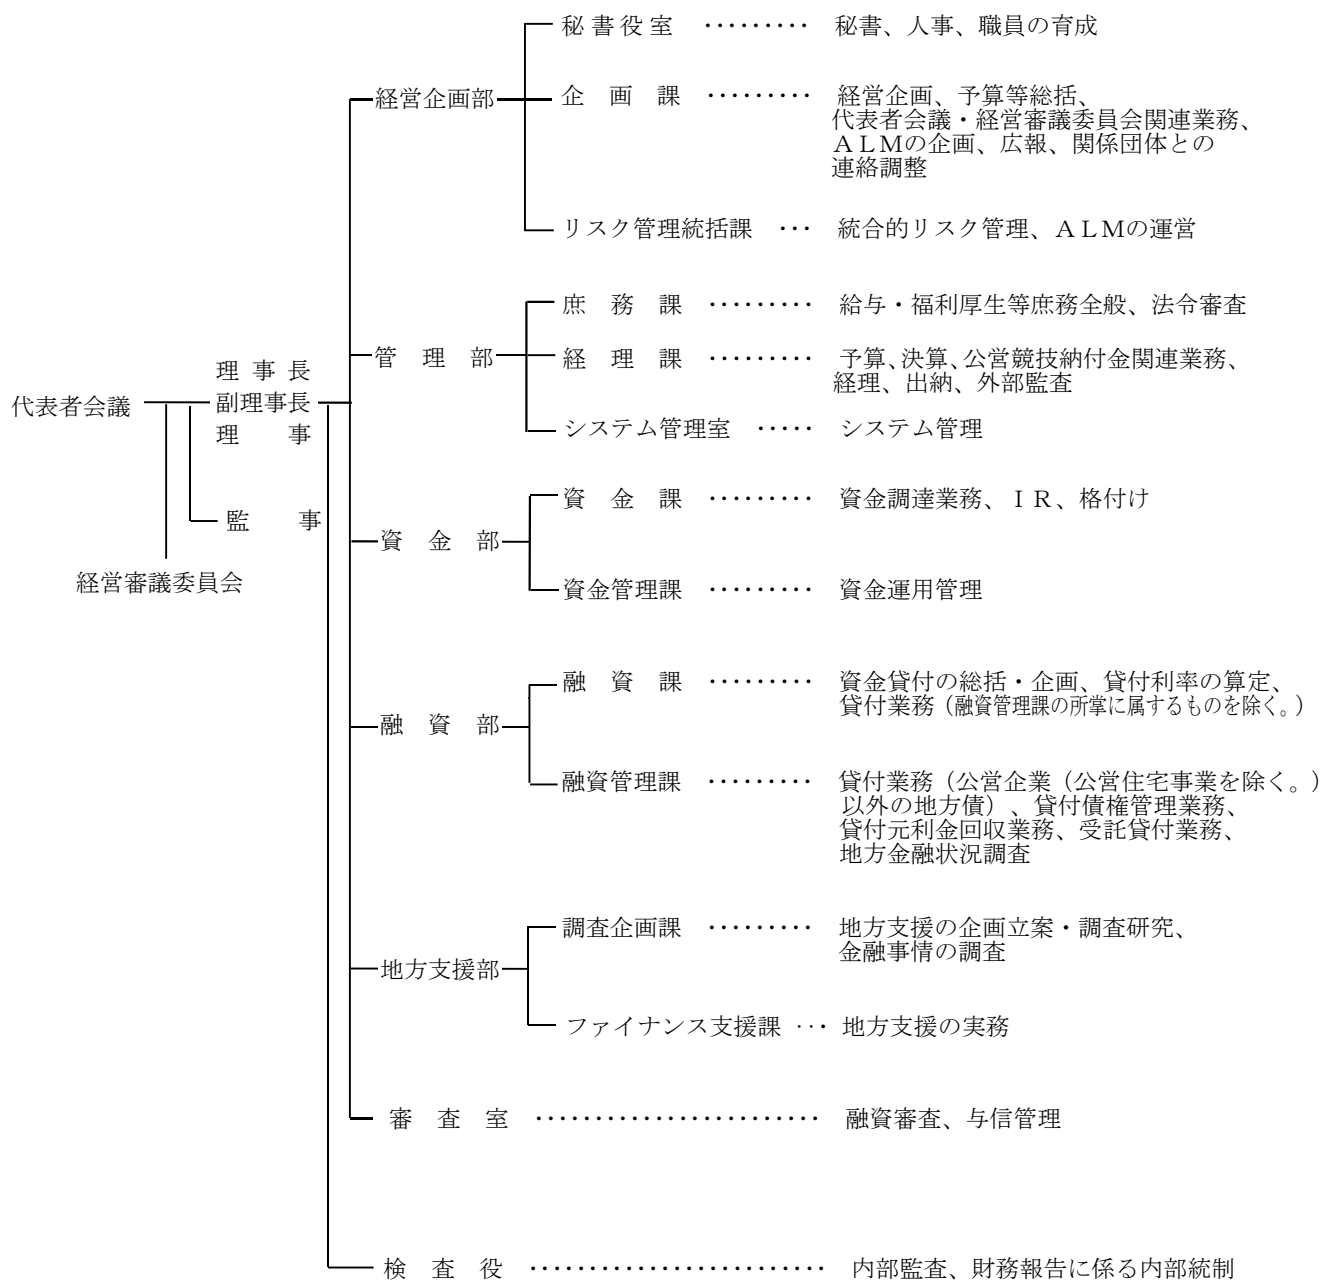 秘書役室 ········· 秘書、人事、職員の育成
経営企画部
企画課 ········· 経営企画、予算等総括、
代表者会議・経営審議委員会関連業務、
ＡＬＭの企画、広報、関係団体との
連絡調整
リスク管理統括課 ··· 統合的リスク管理、ＡＬＭの運営
庶務課 ········· 給与・福利厚生等庶務全般、法令審査
管理部
経理課 ········· 予算、決算、公営競技納付金関連業務、
経理、出納、外部監査
システム管理室 ····· システム管理
代表者会議
理事長
副理事長
理事
監事
経営審議委員会
資金課 ········· 資金調達業務、ＩＲ、格付け
資金部
資金管理課 ········· 資金運用管理
融資課 ········· 資金貸付の総括・企画、貸付利率の算定、
貸付業務（融資管理課の所掌に属するものを除く。）
融資部
融資管理課 ········· 貸付業務（公営企業（公営住宅事業を除く。）
以外の地方債）、貸付債権管理業務、
貸付元利金回収業務、受託貸付業務、
地方金融状況調査
調査企画課 ········· 地方支援の企画立案・調査研究、
金融事情の調査
地方支援部
ファイナンス支援課 ··· 地方支援の実務
審査室 ························ 融資審査、与信管理
検査役 ························· 内部監査、財務報告に係る内部統制